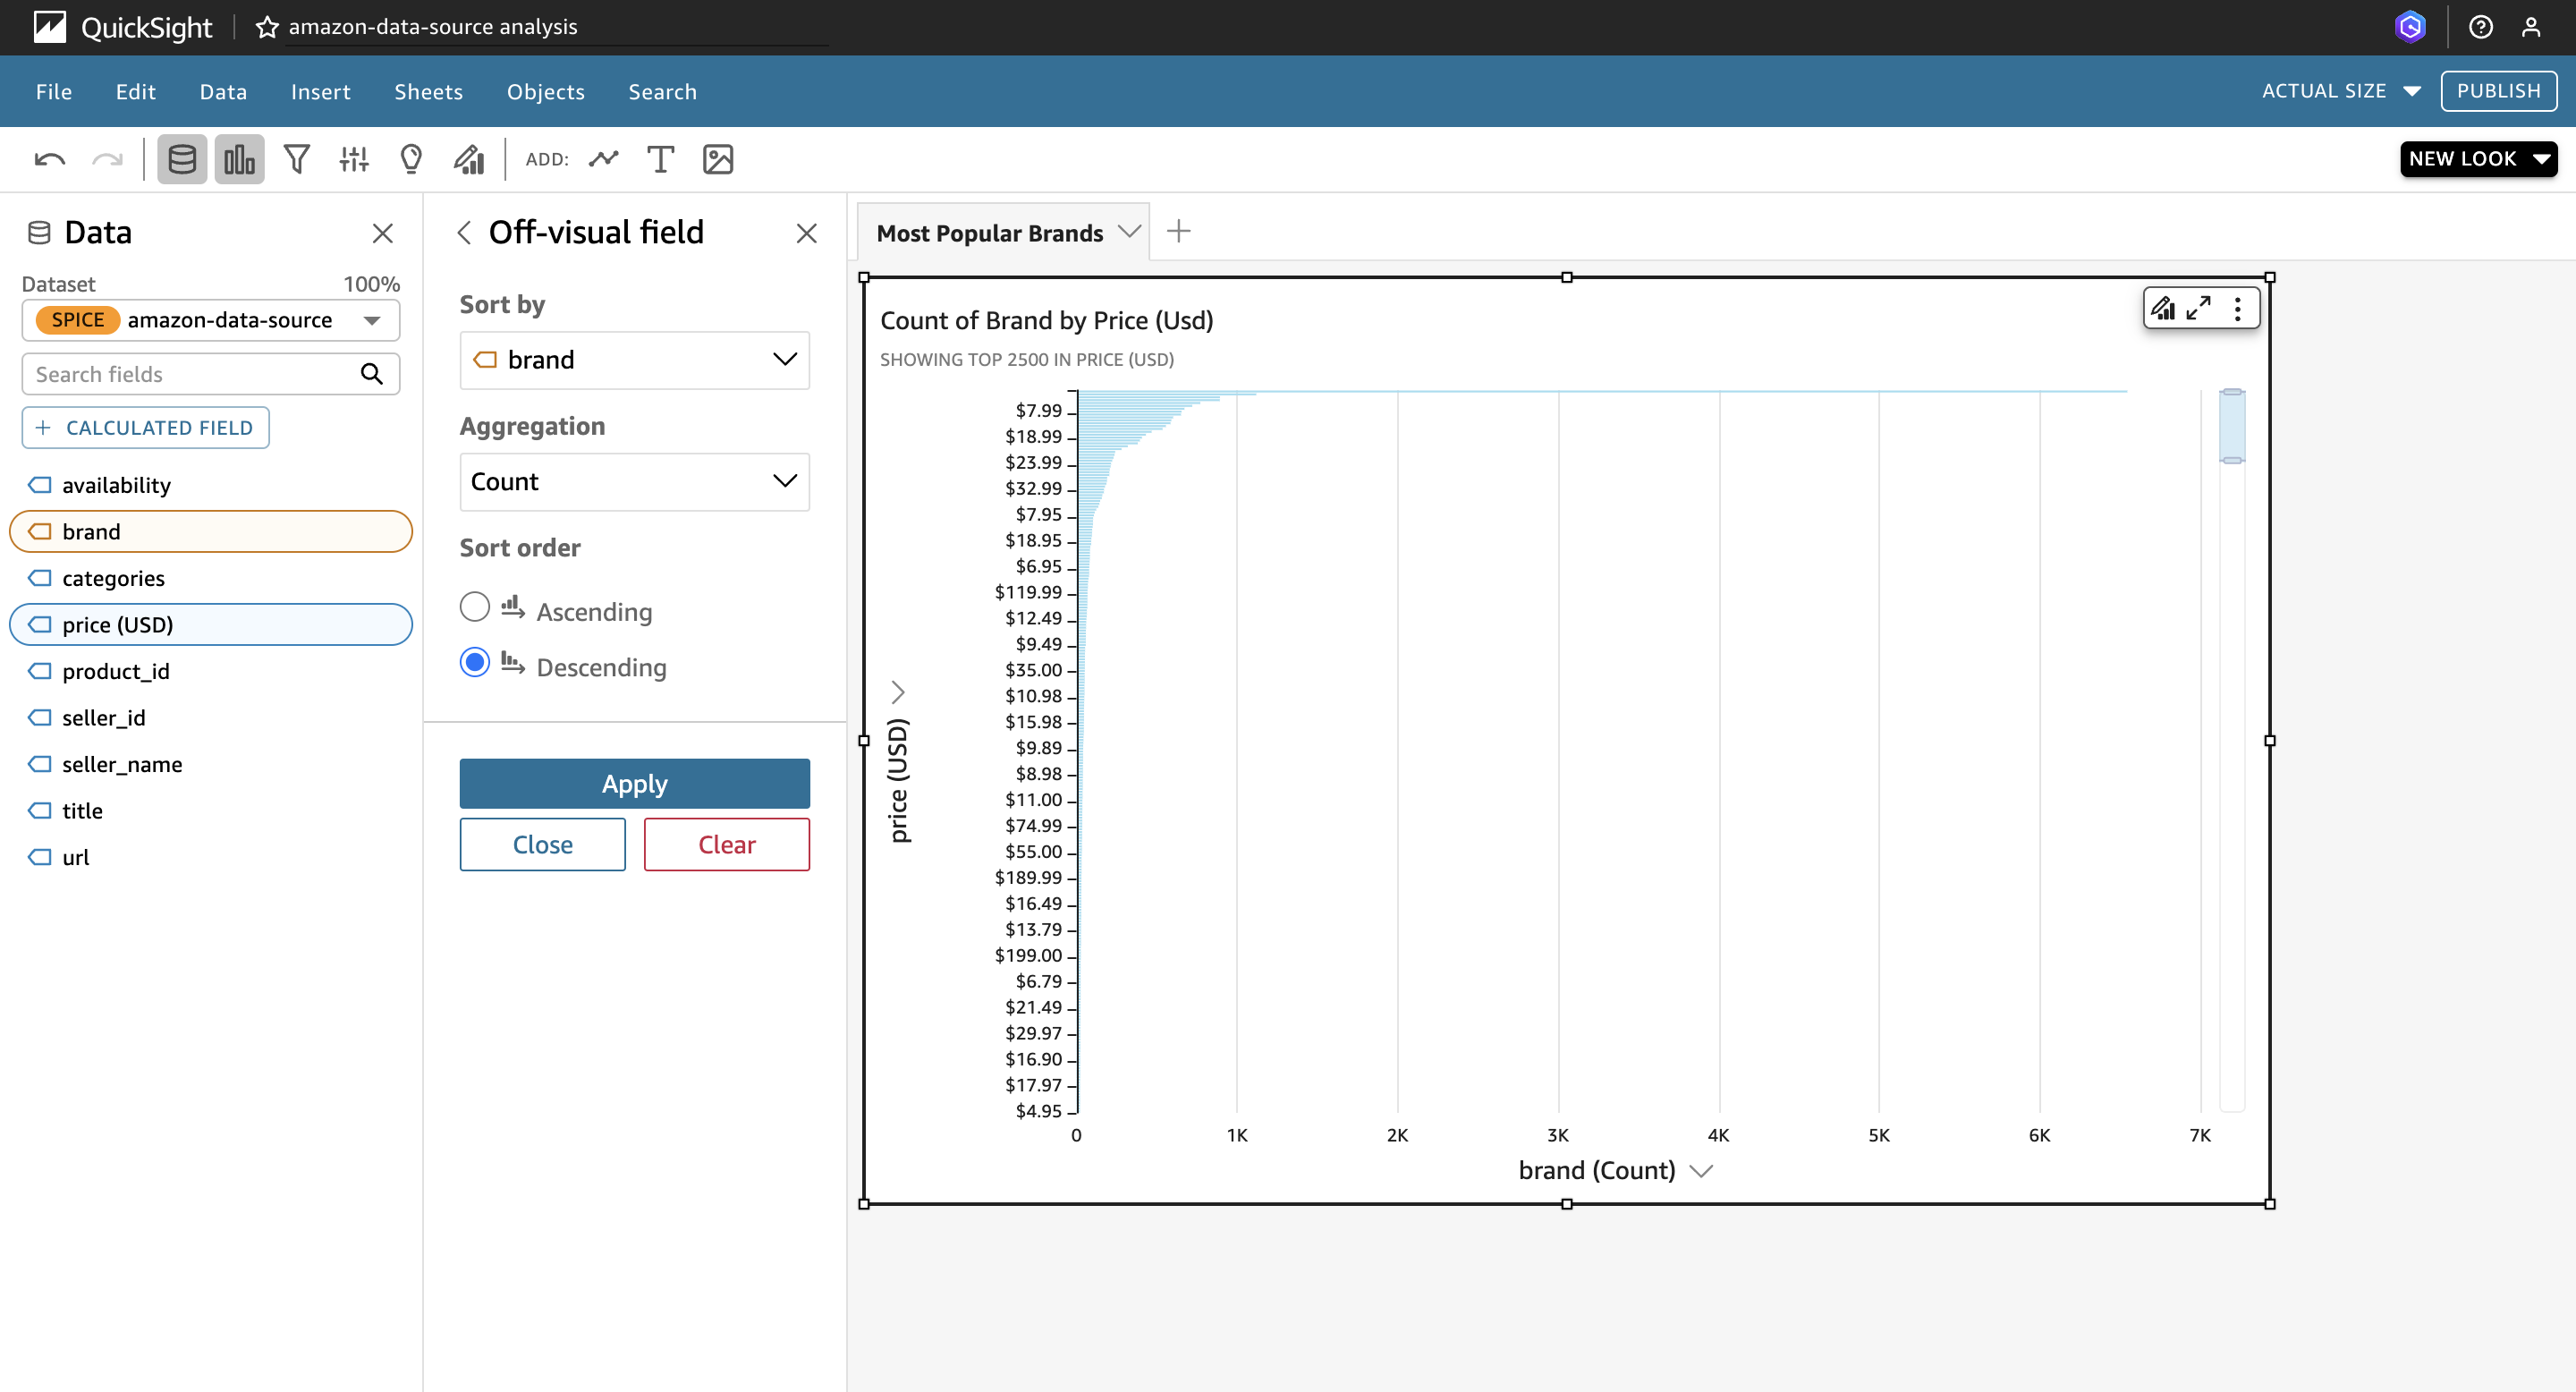 QuickSight
amazon-data-source analysis
File Edit Data Insert Sheets Objects Search
ACTUAL SIZE
PUBLISH
ADD:
NEW LOOK
Data
Dataset 100%
SPICE amazon-data-source
Search fields
+ CALCULATED FIELD
availability
brand
categories
price (USD)
product_id
seller_id
seller_name
title
url
Off-visual field
Sort by
brand
Aggregation
Count
Sort order
Ascending
Descending
Apply
Close
Clear
Most Popular Brands
Count of Brand by Price (Usd)
SHOWING TOP 2500 IN PRICE (USD)
price (USD)
$7.99
$18.99
$23.99
$32.99
$7.95
$18.95
$6.95
$119.99
$12.49
$9.49
$35.00
$10.98
$15.98
$9.89
$8.98
$11.00
$74.99
$55.00
$189.99
$16.49
$13.79
$199.00
$6.79
$21.49
$29.97
$16.90
$17.97
$4.95
0 1K 2K 3K 4K 5K 6K 7K
brand (Count)